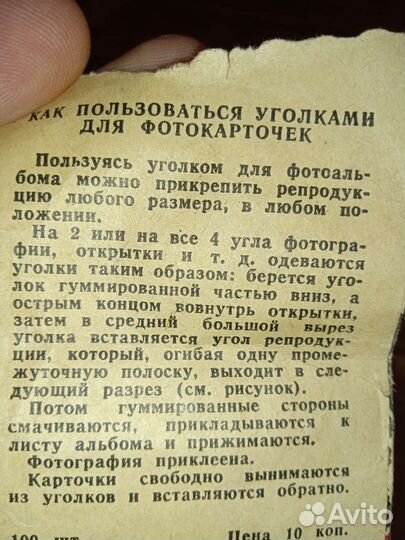 КАК ПОЛЬЗОВАТЬСЯ УГОЛКАМИ
ДЛЯ ФОТОКАРТОЧЕК
Пользуясь уголком для фотоаль-
бома можно прикрепить репродук-
цию любого размера, в любом по-
ложении.
На 2 или на все 4 угла фотогра-
фии, открытки и т. д. одеваются
уголки таким образом: берется уго-
лок гуммированной частью вниз, а
острым концом вовнутрь открытки,
затем в средний большой вырез
уголка вставляется угол репродук-
ции, который, огибая одну проме-
жуточную полоску, выходит в сле-
дующий разрез (см. рисунок).
Потом гуммированные стороны
смачиваются, прикладываются к
листу альбома и прижимаются.
Фотография приклеена.
Карточки свободно вынимаются
из уголков и вставляются обратно.
100 шт. Цена 10 коп.
Avito